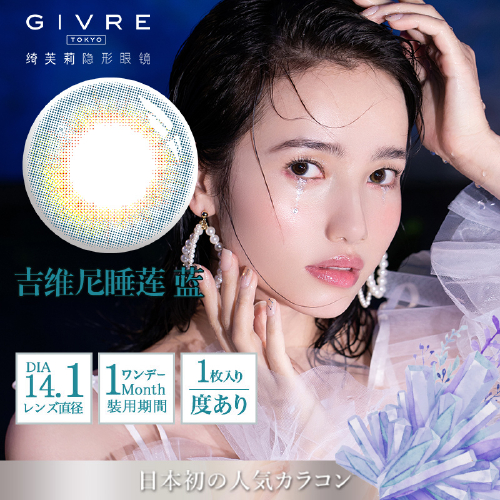 GIVRE
TOKYO
绮芙莉隐形眼镜
吉维尼睡莲 蓝
DIA
14.1
レンズ直径
1ワンデー
Month
装用期間
1枚入り
度あり
日本初の人気カラコン